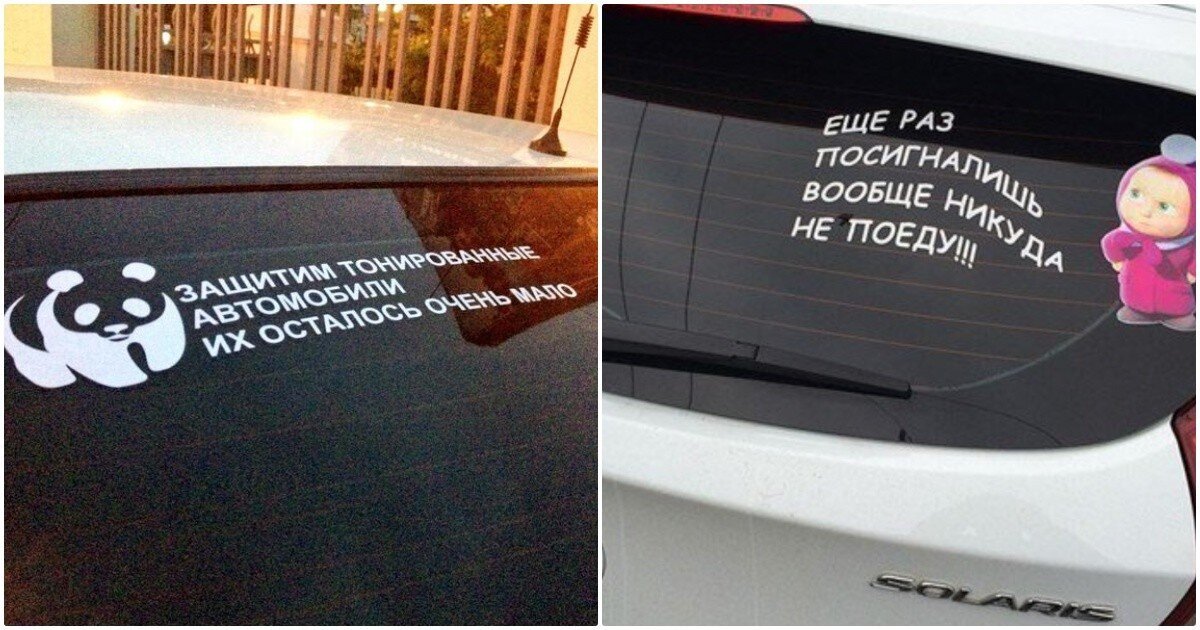 ЗАЩИТИМ ТОНИРОВАННЫЕ
АВТОМОБИЛИ
ИХ ОСТАЛОСЬ ОЧЕНЬ МАЛО
ЕЩЕ РАЗ
ПОСИГНАЛИШЬ
ВООБЩЕ НИКУДА
НЕ ПОЕДУ!!!
SOLARIS